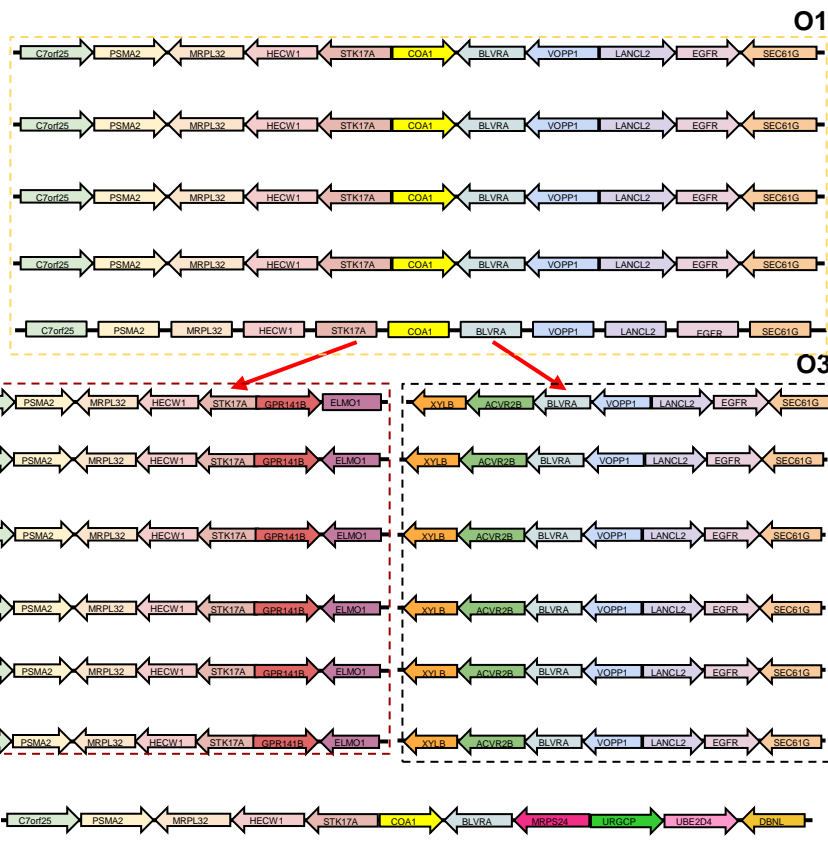 O1
C7orf25 PSMA2 MRPL32 HECW1 STK17A COA1 BLVRA VOPP1 LANCL2 EGFR SEC61G
C7orf25 PSMA2 MRPL32 HECW1 STK17A COA1 BLVRA VOPP1 LANCL2 EGFR SEC61G
C7orf25 PSMA2 MRPL32 HECW1 STK17A COA1 BLVRA VOPP1 LANCL2 EGFR SEC61G
C7orf25 PSMA2 MRPL32 HECW1 STK17A COA1 BLVRA VOPP1 LANCL2 EGFR SEC61G
C7orf25 PSMA2 MRPL32 HECW1 STK17A COA1 BLVRA VOPP1 LANCL2 EGFR SEC61G
O3
PSMA2 MRPL32 HECW1 STK17A GPR141B ELMO1 XYLB ACVR2B BLVRA VOPP1 LANCL2 EGFR SEC61G
PSMA2 MRPL32 HECW1 STK17A GPR141B ELMO1 XYLB ACVR2B BLVRA VOPP1 LANCL2 EGFR SEC61G
PSMA2 MRPL32 HECW1 STK17A GPR141B ELMO1 XYLB ACVR2B BLVRA VOPP1 LANCL2 EGFR SEC61G
PSMA2 MRPL32 HECW1 STK17A GPR141B ELMO1 XYLB ACVR2B BLVRA VOPP1 LANCL2 EGFR SEC61G
PSMA2 MRPL32 HECW1 STK17A GPR141B ELMO1 XYLB ACVR2B BLVRA VOPP1 LANCL2 EGFR SEC61G
PSMA2 MRPL32 HECW1 STK17A GPR141B ELMO1 XYLB ACVR2B BLVRA VOPP1 LANCL2 EGFR SEC61G
C7orf25 PSMA2 MRPL32 HECW1 STK17A COA1 BLVRA MRPS24 URGCP UBE2D4 DBNL